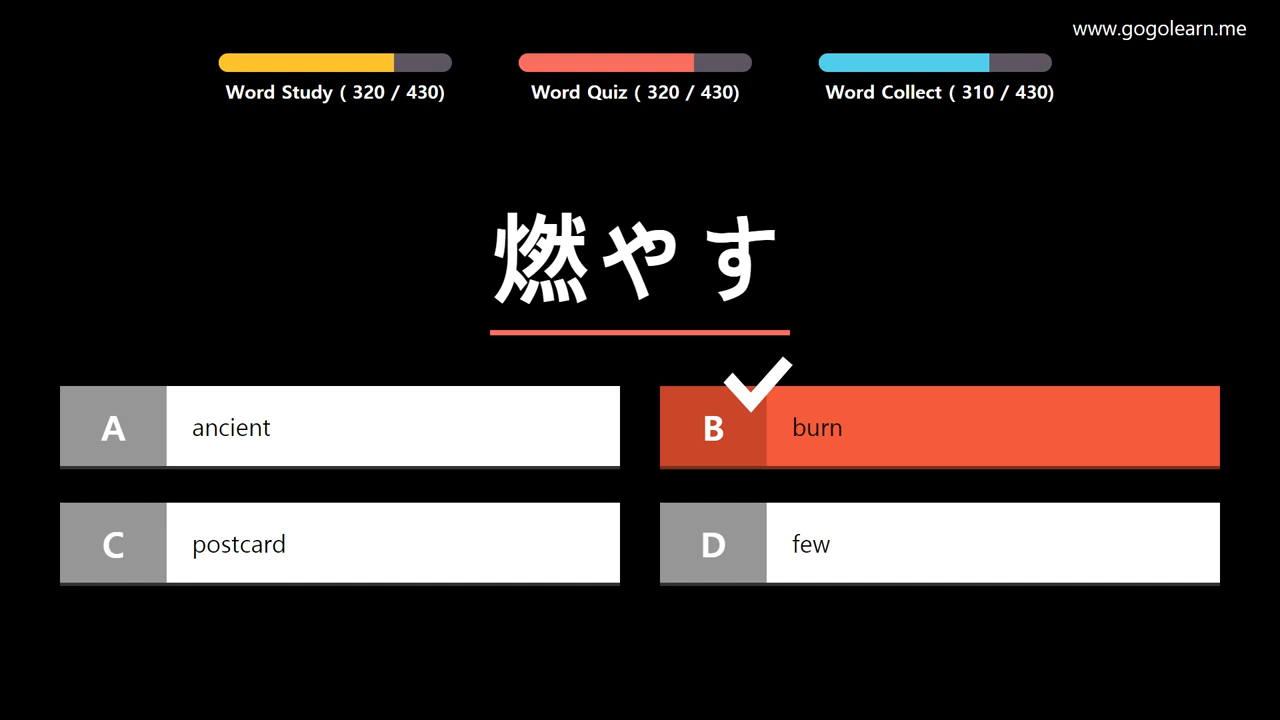 www.gogolearn.me
Word Study ( 320 / 430)
Word Quiz ( 320 / 430)
Word Collect ( 310 / 430)
燃やす
A ancient
B burn
C postcard
D few